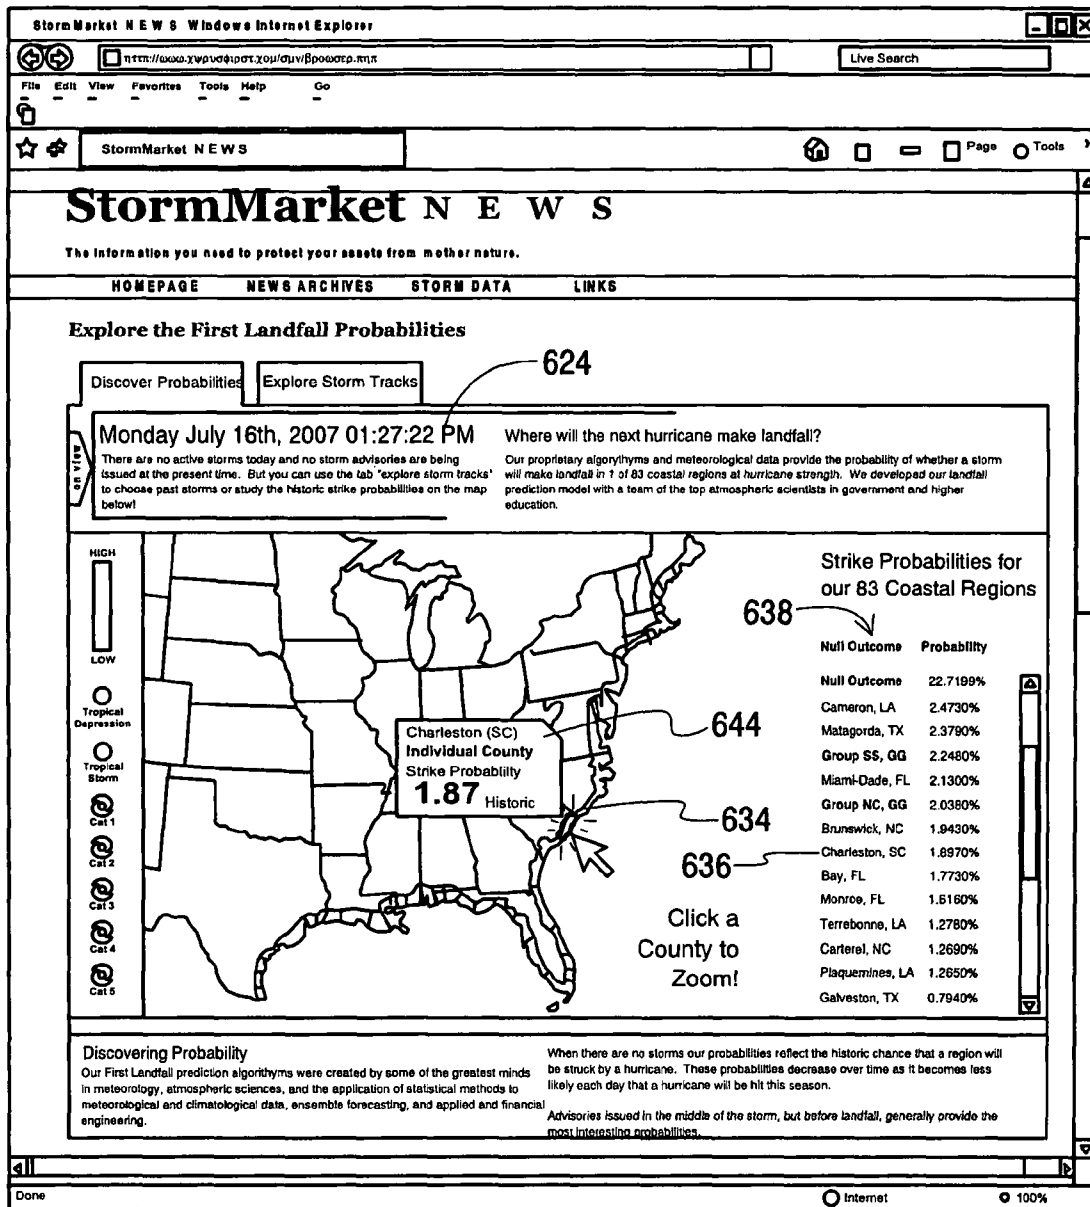 StormMarket N E W S Windows Internet Explorer
ηττπ://ωωω.χψρυσφιρστ.χομ/σμν/βροωσερ.πηπ
Live Search
File Edit View Favorites Tools Help Go
StormMarket N E W S
Page Tools
StormMarket N E W S
The information you need to protect your assets from mother nature.
HOMEPAGE NEWS ARCHIVES STORM DATA LINKS
Explore the First Landfall Probabilities
Discover Probabilities Explore Storm Tracks
624
on view
Monday July 16th, 2007 01:27:22 PM
There are no active storms today and no storm advisories are being
issued at the present time. But you can use the tab "explore storm tracks'
to choose past storms or study the historic strike probabilities on the map
below!
Where will the next hurricane make landfall?
Our proprietary algorythyms and meteorological data provide the probability of whether a storm
will make landfall in 1 of 83 coastal regions at hurricane strength. We developed our landfall
prediction model with a team of the top atmospheric scientists in government and higher
education.
HIGH
LOW
Tropical
Depression
Tropical
Storm
Cat 1
Cat 2
Cat 3
Cat 4
Cat 5
Charleston (SC)
Individual County
Strike Probablilty
1.87 Historic
644
634
636
638
Click a
County to
Zoom!
Strike Probabilities for
our 83 Coastal Regions
Null Outcome Probability
Null Outcome 22.7199%
Cameron, LA 2.4730%
Matagorda, TX 2.3790%
Group SS, GG 2.2480%
Miami-Dade, FL 2.1300%
Group NC, GG 2.0380%
Brunswick, NC 1.9430%
Charleston, SC 1.8970%
Bay, FL 1.7730%
Monroe, FL 1.6160%
Terrebonne, LA 1.2780%
Carterel, NC 1.2690%
Plaquemines, LA 1.2650%
Galveston, TX 0.7940%
Discovering Probability
Our First Landfall prediction algorithyms were created by some of the greatest minds
in meteorology, atmospheric sciences, and the application of statistical methods to
meteorological and climatological data, ensemble forecasting, and applied and financial
engineering.
When there are no storms our probabilities reflect the historic chance that a region will
be struck by a hurricane. These probabilities decrease over time as it becomes less
likely each day that a hurricane will be hit this season.
Advisories issued in the middle of the storm, but before landfall, generally provide the
most interesting probabilities.
Done
Internet
100%